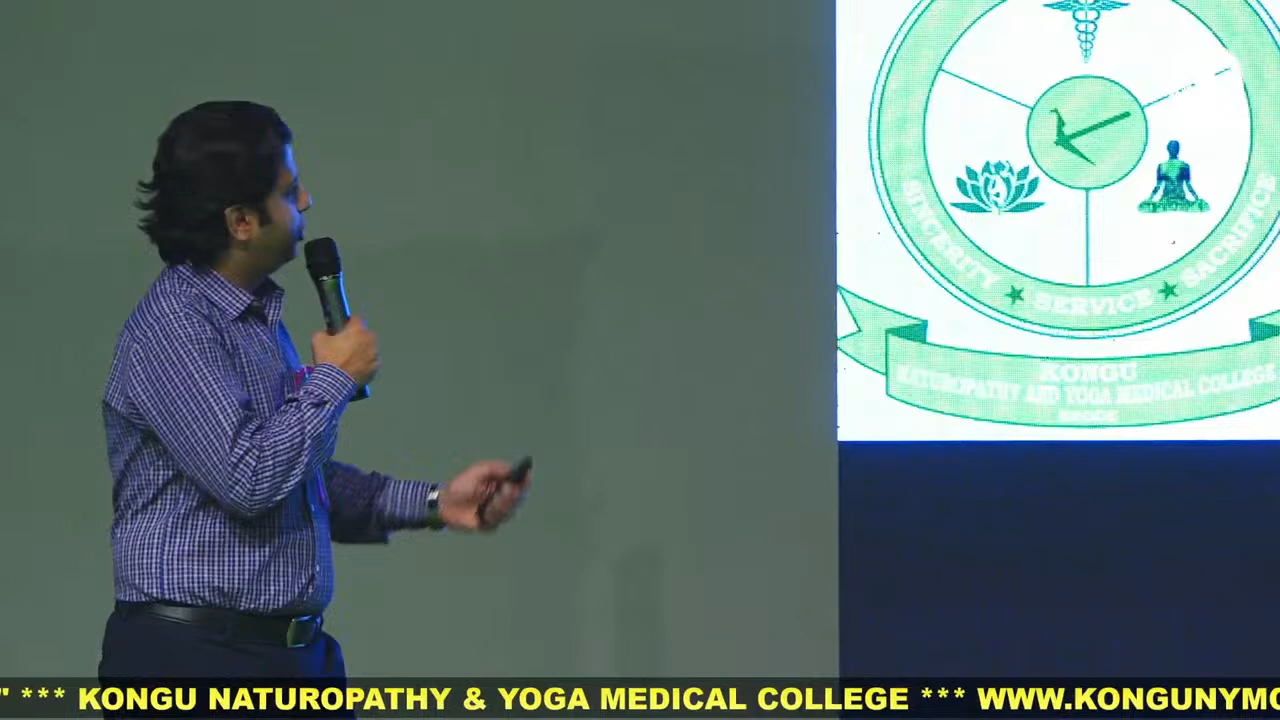 SINCERITY ★ SERVICE ★ SACRIFICE
KONGU
NATUROPATHY AND YOGA MEDICAL COLLEGE
" *** KONGU NATUROPATHY & YOGA MEDICAL COLLEGE *** WWW.KONGUNYMC